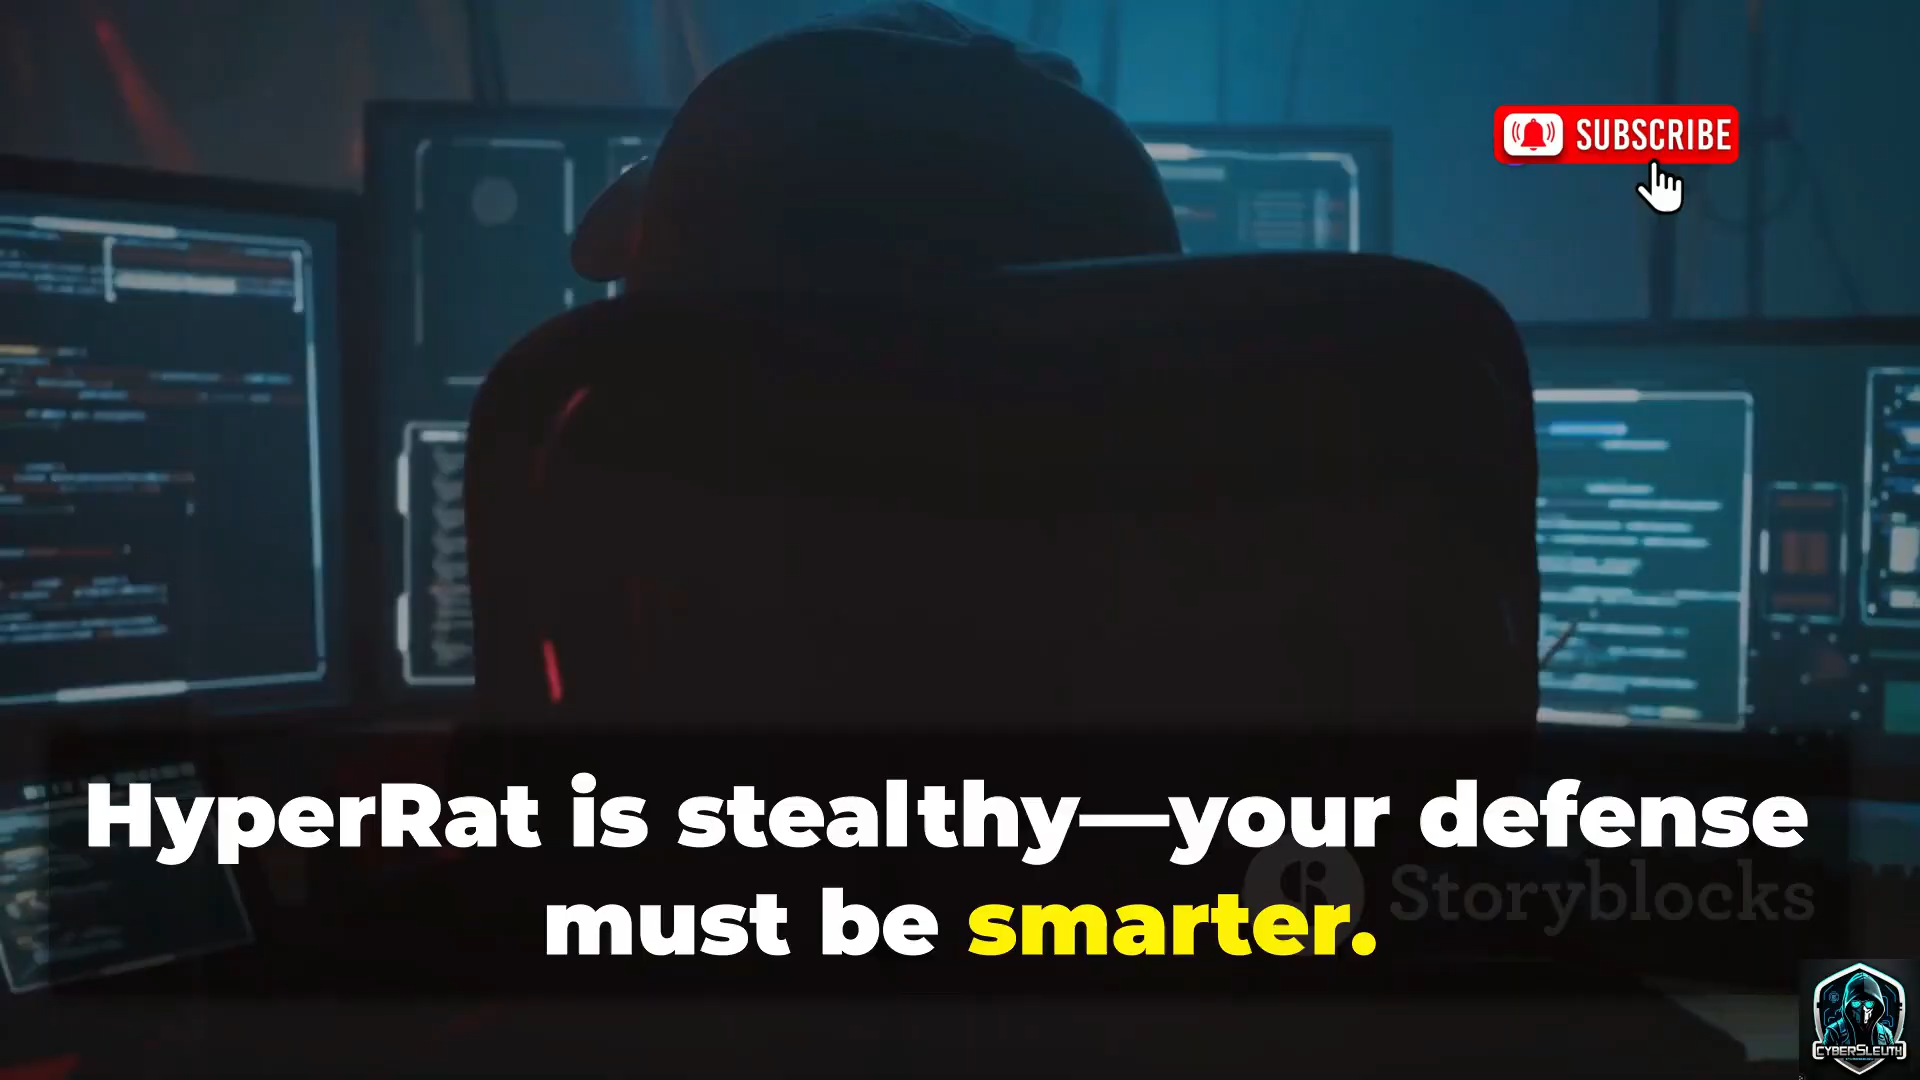 SUBSCRIBE
HyperRat is stealthy—your defense
must be smarter.
Storyblocks
CYBERSLEUTH